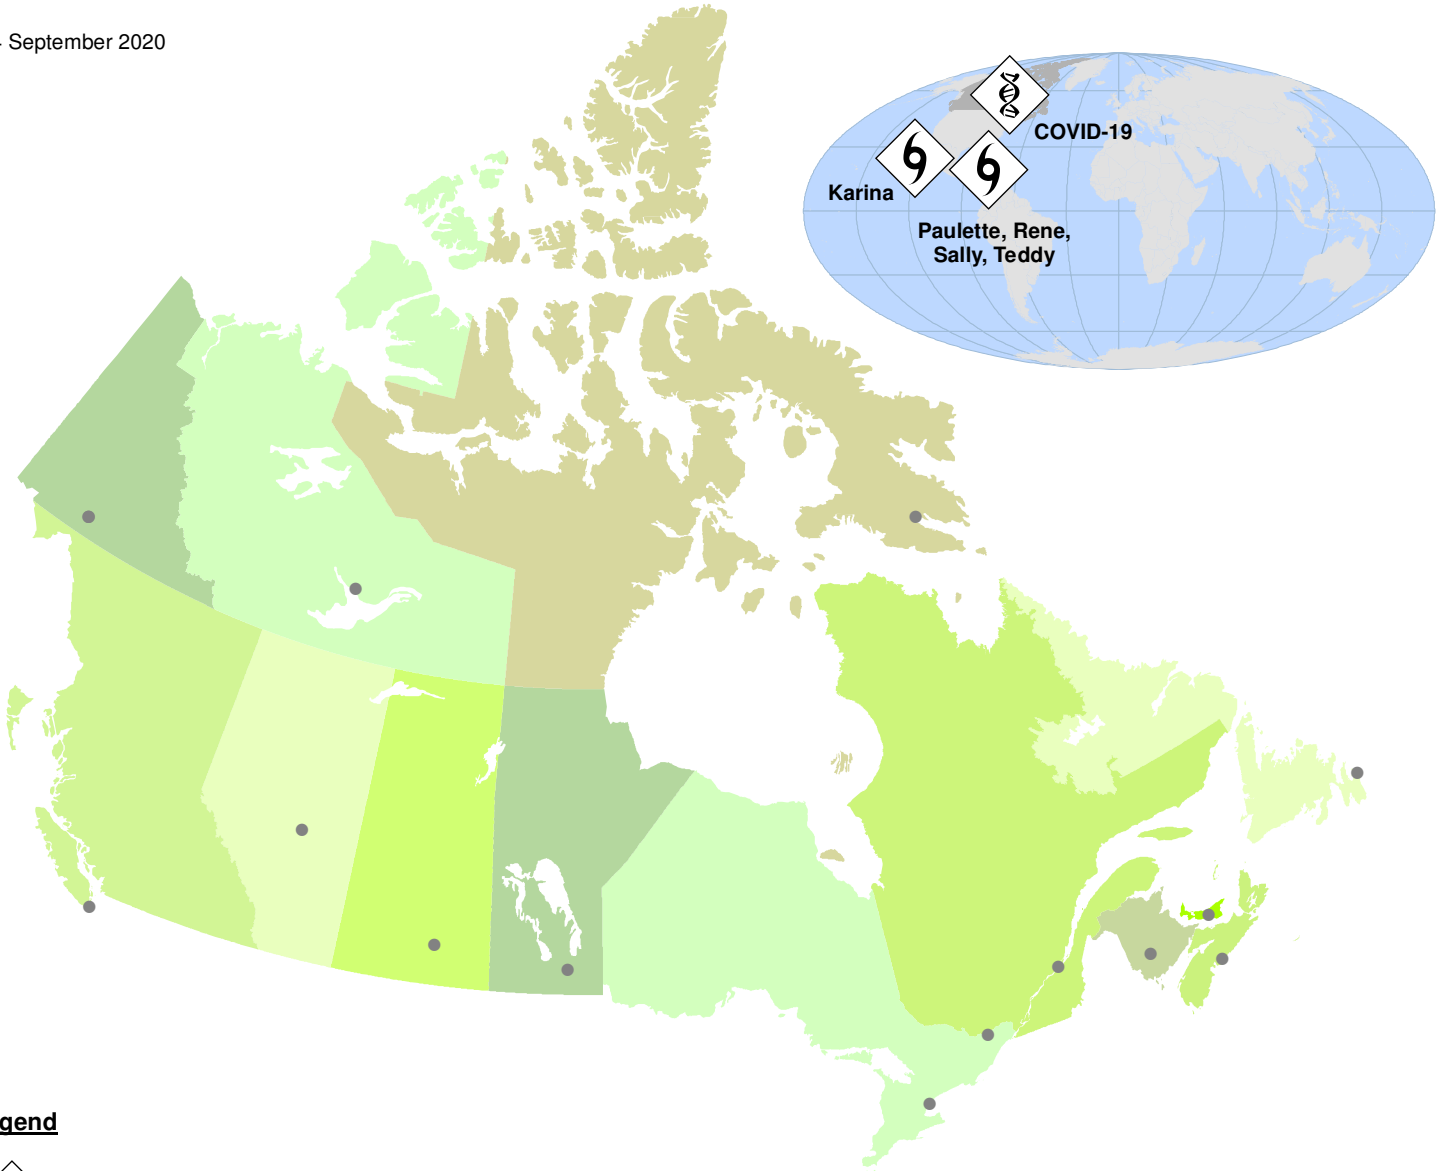 September 2020
COVID-19
Karina
Paulette, Rene,
Sally, Teddy
gend